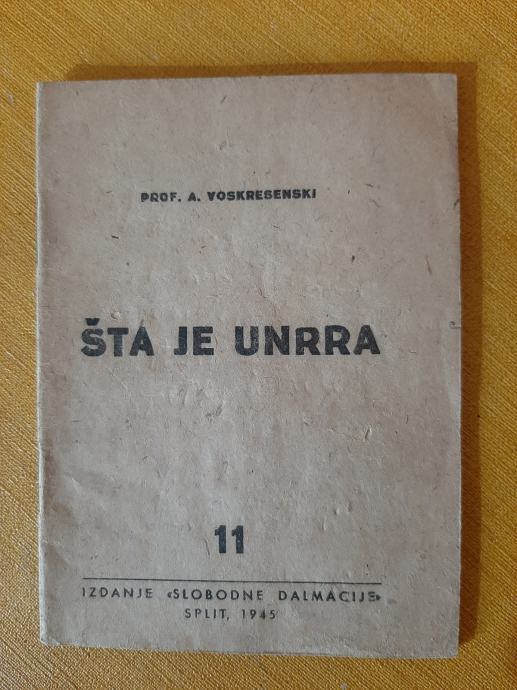 PROF. A. VOSKRESENSKI
ŠTA JE UNRRA
11
IZDANJE «SLOBODNE DALMACIJE»
SPLIT, 1945